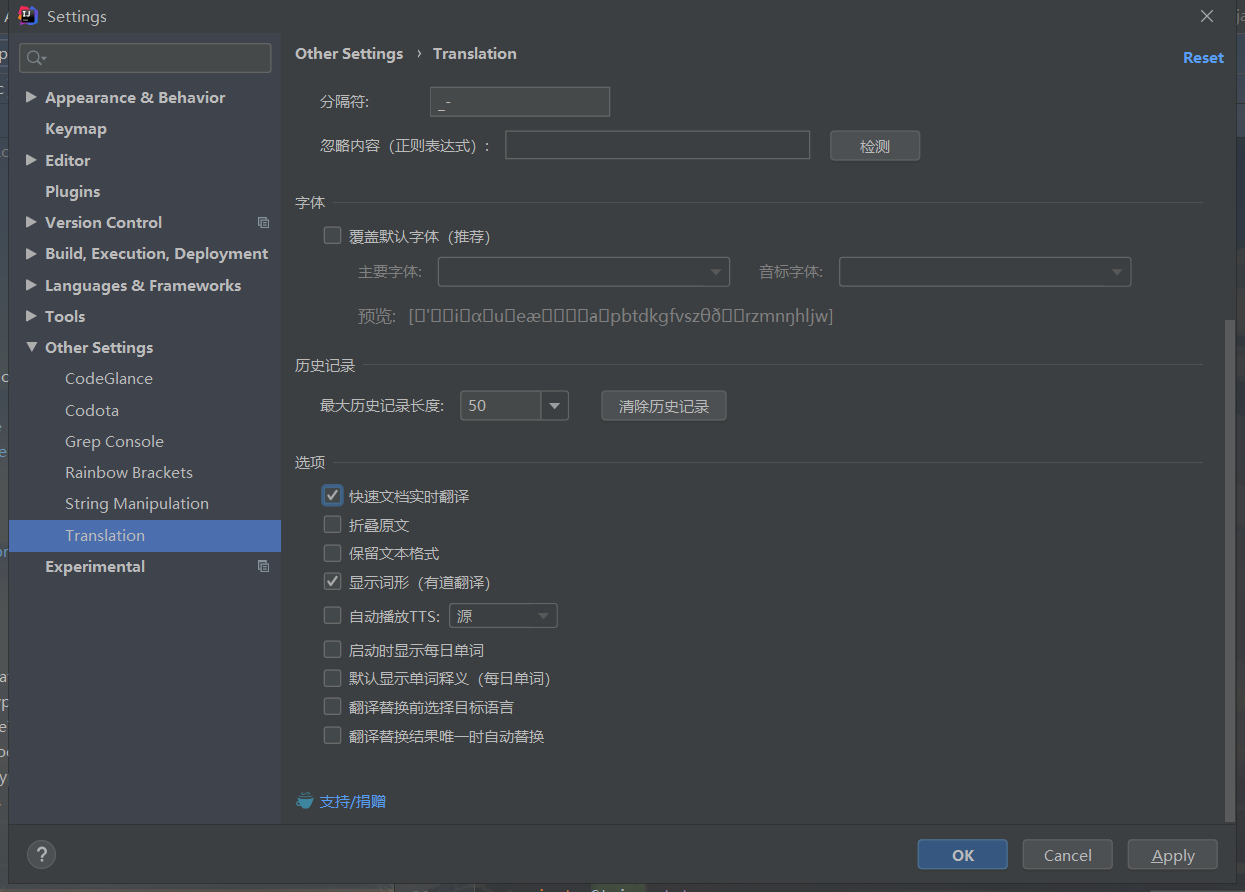 Settings
Other Settings › Translation
Reset
Appearance & Behavior
Keymap
Editor
Plugins
Version Control
Build, Execution, Deployment
Languages & Frameworks
Tools
Other Settings
CodeGlance
Codota
Grep Console
Rainbow Brackets
String Manipulation
Translation
Experimental
分隔符: _-
忽略内容（正则表达式）: 检测
字体
覆盖默认字体（推荐）
主要字体: 音标字体:
预览: [▯'▯▯i▯ɑ▯u▯eæ▯▯▯▯a▯pbtdkgfvszθð▯▯rzmnŋhljw]
历史记录
最大历史记录长度: 50 清除历史记录
选项
快速文档实时翻译
折叠原文
保留文本格式
显示词形（有道翻译）
自动播放TTS: 源
启动时显示每日单词
默认显示单词释义（每日单词）
翻译替换前选择目标语言
翻译替换结果唯一时自动替换
支持/捐赠
?
OK Cancel Apply